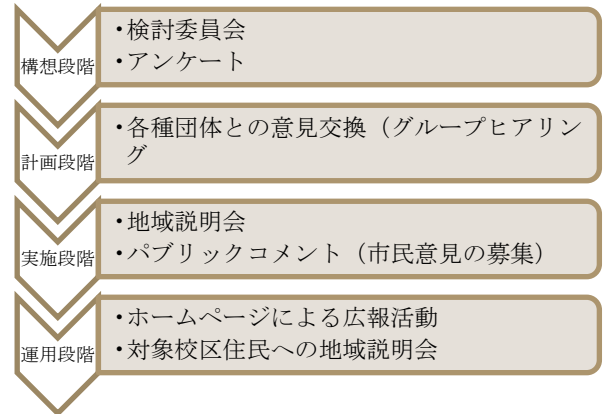 構想段階
・検討委員会
・アンケート
計画段階
・各種団体との意見交換（グループヒアリン
グ
実施段階
・地域説明会
・パブリックコメント（市民意見の募集）
運用段階
・ホームページによる広報活動
・対象校区住民への地域説明会